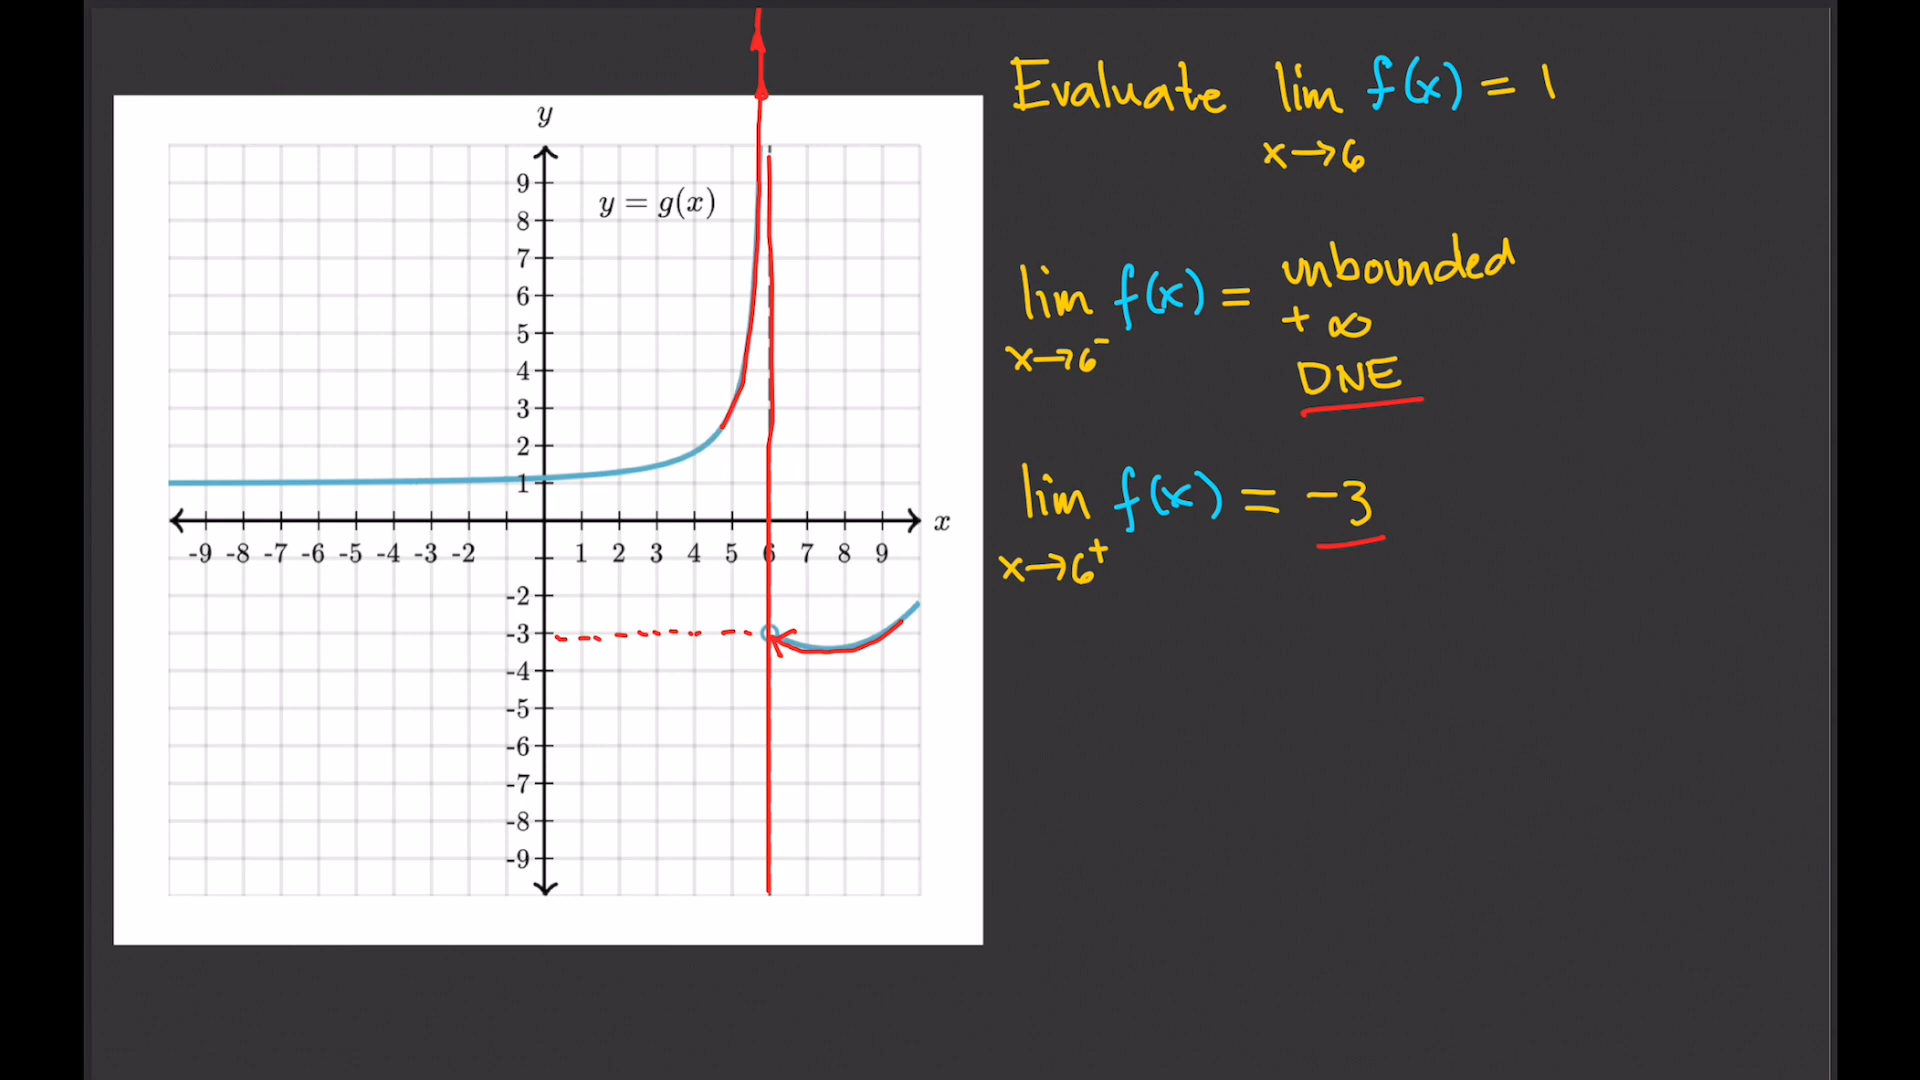 y
y = g(x)
9
8
7
6
5
4
3
2
1
-9 -8 -7 -6 -5 -4 -3 -2 1 2 3 4 5 6 7 8 9 x
-2
-3
-4
-5
-6
-7
-8
-9
Evaluate lim f(x) = 1
x→6
lim f(x) = unbounded
x→6⁻ + ∞
DNE
lim f(x) = -3
x→6⁺